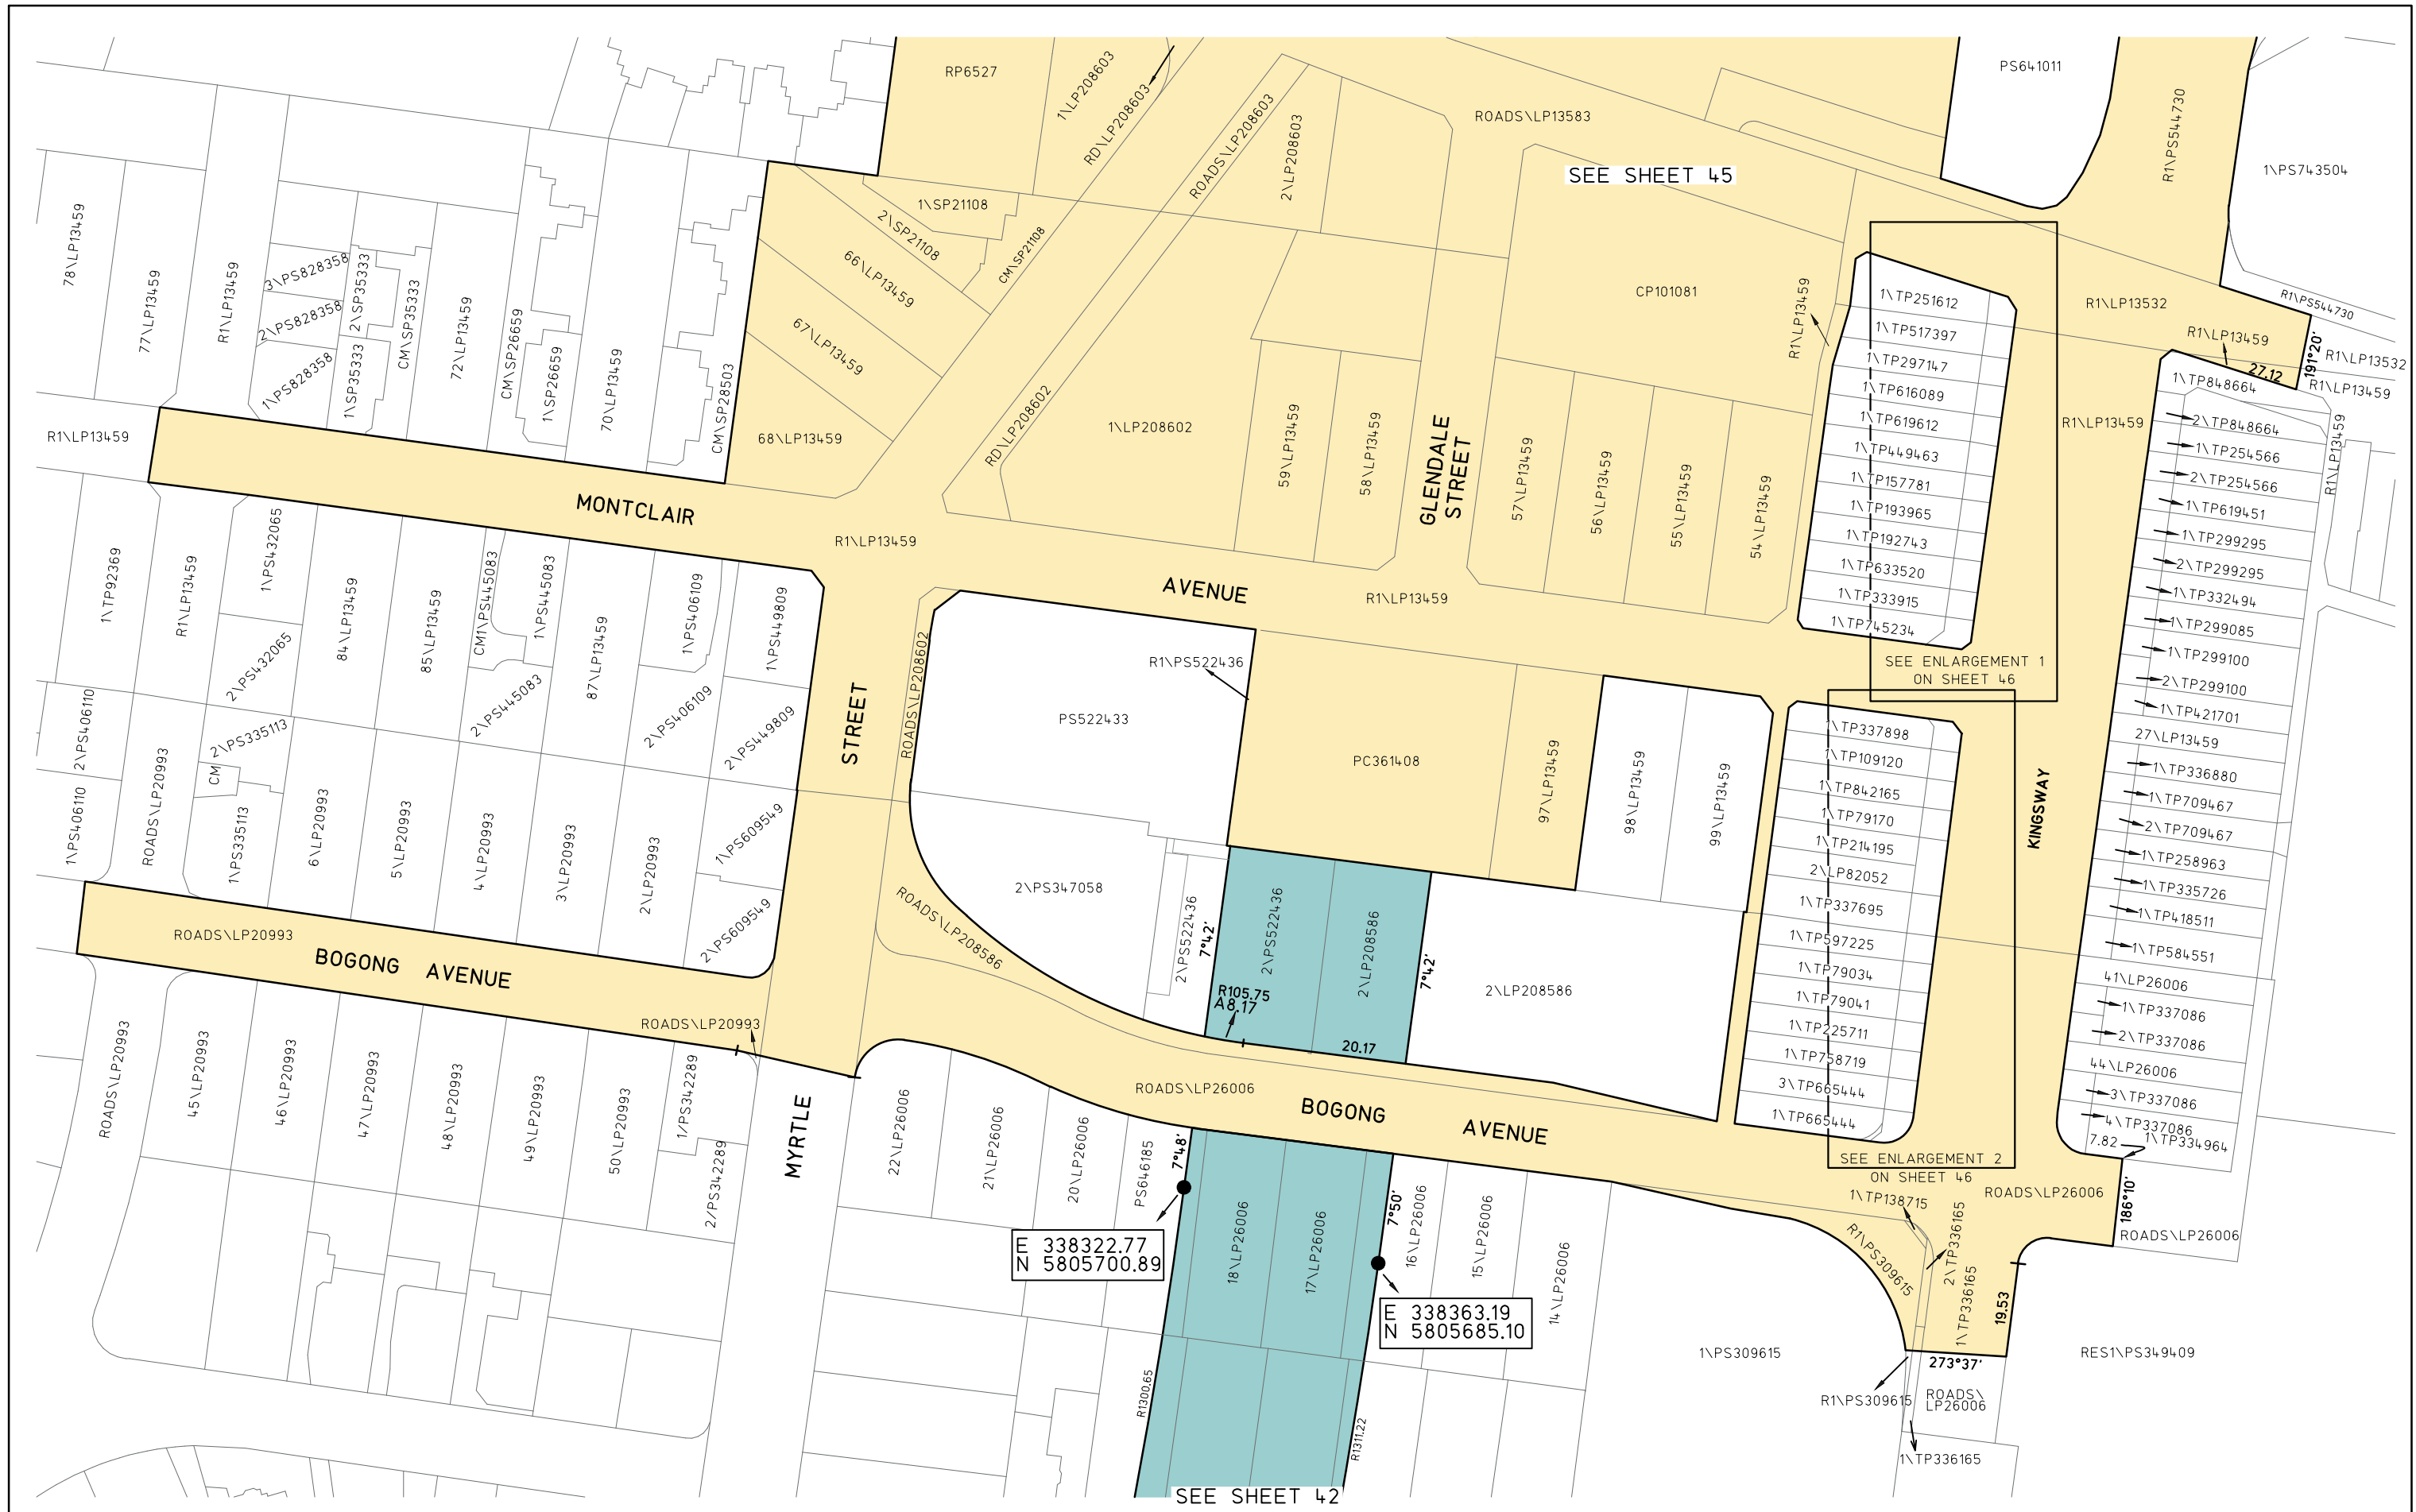 RP6527
1\LP208603
RD\LP208603
ROADS\LP208603
2\LP208603
ROADS\LP13583
PS641011
R1\PS544730
1\PS743504
SEE SHEET 45
78\LP13459
77\LP13459
R1\LP13459
3\PS828358
2\PS828358
1\PS828358
2\SP35333
1\SP35333
CM\SP35333
72\LP13459
CM\SP26659
1\SP26659
70\LP13459
CM\SP28503
1\SP21108
2\SP21108
CM\SP21108
66\LP13459
67\LP13459
68\LP13459
RD\LP208602
1\LP208602
59\LP13459
58\LP13459
GLENDALE
STREET
57\LP13459
56\LP13459
55\LP13459
54\LP13459
CP101081
R1\LP13459
1\TP251612
1\TP517397
1\TP297147
1\TP616089
1\TP619612
1\TP449463
1\TP157781
1\TP193965
1\TP192743
1\TP633520
1\TP333915
1\TP745234
R1\LP13532
R1\LP13459
R1\PS544730
191°20'
R1\LP13532
R1\LP13459
27.12
R1\LP13459
R1\LP13459
1\TP848664
2\TP848664
1\TP254566
2\TP254566
1\TP619451
1\TP299295
2\TP299295
1\TP332494
1\TP299085
1\TP299100
2\TP299100
1\TP421701
27\LP13459
1\TP336880
1\TP709467
2\TP709467
1\TP258963
1\TP335726
1\TP418511
1\TP584551
41\LP26006
1\TP337086
2\TP337086
44\LP26006
3\TP337086
4\TP337086
7.82
1\TP334964
R1\LP13459
MONTCLAIR
AVENUE
R1\LP13459
R1\LP13459
SEE ENLARGEMENT 1
ON SHEET 46
1\TP92369
R1\LP13459
1\PS432065
2\PS432065
84\LP13459
85\LP13459
CM1\PS445083
1\PS445083
2\PS445083
87\LP13459
1\PS406109
2\PS406109
1\PS449809
2\PS449809
STREET
ROADS\LP208602
R1\PS522436
PS522433
PC361408
97\LP13459
98\LP13459
99\LP13459
1\TP337898
1\TP109120
1\TP842165
1\TP79170
1\TP214195
2\LP82052
1\TP337695
1\TP597225
1\TP79034
1\TP79041
1\TP225711
1\TP758719
3\TP665444
1\TP665444
KINGSWAY
2\PS406110
1\PS406110
ROADS\LP20993
2\PS335113
CM
1\PS335113
6\LP20993
5\LP20993
4\LP20993
3\LP20993
2\LP20993
1\PS609549
2\PS609549
2\PS347058
ROADS\LP208586
2\PS522436
7°42'
2\PS522436
2\LP208586
7°42'
2\LP208586
R105.75
A8.17
20.17
ROADS\LP20993
BOGONG AVENUE
ROADS\LP20993
ROADS\LP20993
45\LP20993
46\LP20993
47\LP20993
48\LP20993
49\LP20993
50\LP20993
1/PS342289
2/PS342289
MYRTLE
22\LP26006
21\LP26006
20\LP26006
PS646185
7°48'
ROADS\LP26006
BOGONG AVENUE
18\LP26006
17\LP26006
7°50'
16\LP26006
15\LP26006
14\LP26006
SEE ENLARGEMENT 2
ON SHEET 46
1\TP138715
ROADS\LP26006
186°10'
ROADS\LP26006
R1\PS309615
2\TP336165
1\TP336165
19.53
273°37'
E 338322.77
N 5805700.89
E 338363.19
N 5805685.10
1\PS309615
RES1\PS349409
R1\PS309615
ROADS\
LP26006
1\TP336165
R1300.65
R1311.22
SEE SHEET 42